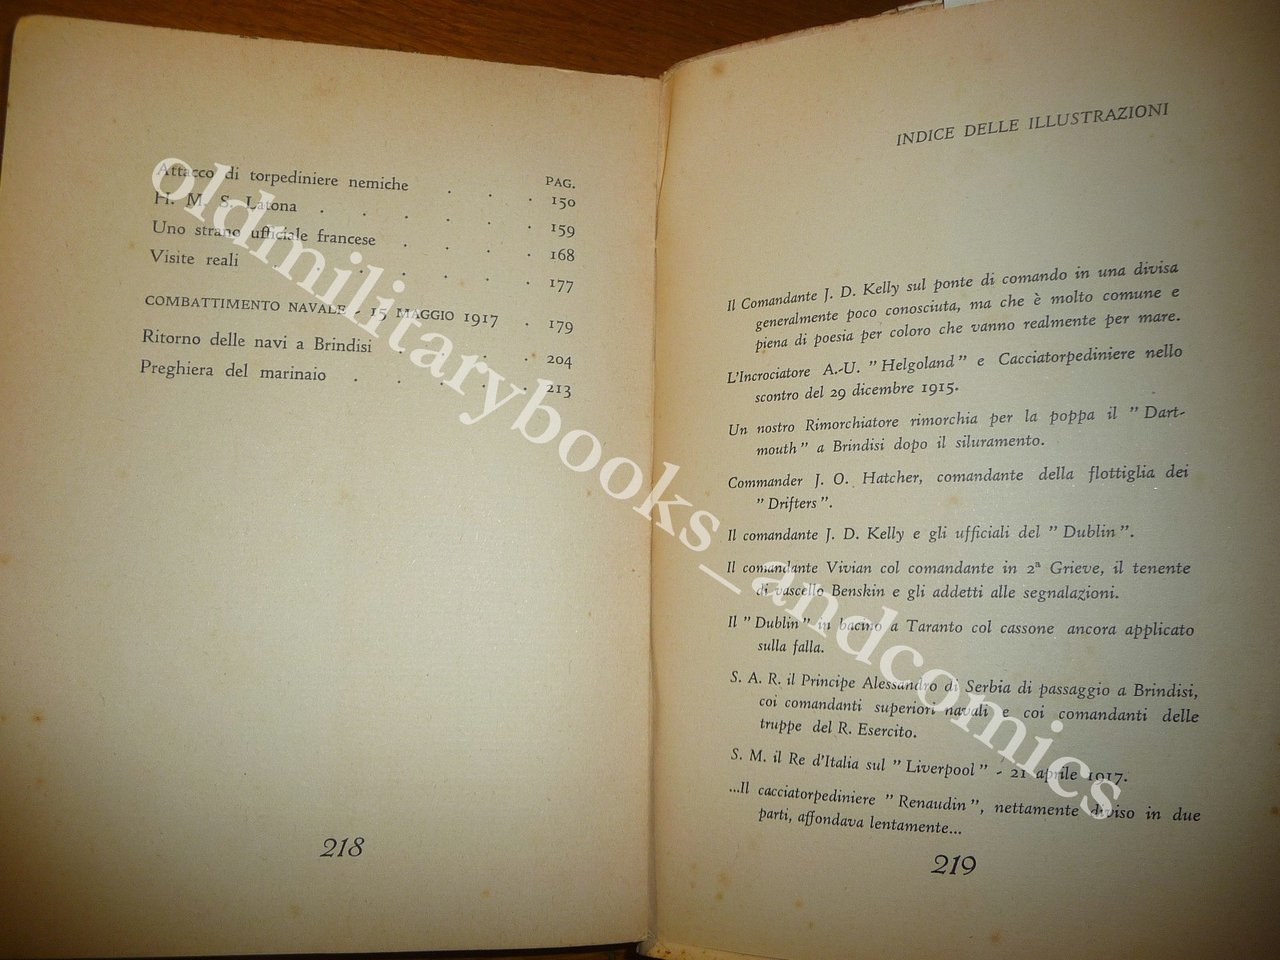 PAG.
Attacco di torpediniere nemiche . . . 150
H. M. S. Latona . . . . . . 159
Uno strano ufficiale francese . . . . 168
Visite reali . . . . . . . 177
COMBATTIMENTO NAVALE - 15 MAGGIO 1917 . 179
Ritorno delle navi a Brindisi . . . . 204
Preghiera del marinaio . . . . . 213
218
INDICE DELLE ILLUSTRAZIONI
Il Comandante J. D. Kelly sul ponte di comando in una divisa
generalmente poco conosciuta, ma che è molto comune e
piena di poesia per coloro che vanno realmente per mare.
L'Incrociatore A.-U. "Helgoland" e Cacciatorpediniere nello
scontro del 29 dicembre 1915.
Un nostro Rimorchiatore rimorchia per la poppa il "Dart-
mouth" a Brindisi dopo il siluramento.
Commander J. O. Hatcher, comandante della flottiglia dei
"Drifters".
Il comandante J. D. Kelly e gli ufficiali del "Dublin".
Il comandante Vivian col comandante in 2ª Grieve, il tenente
di vascello Benskin e gli addetti alle segnalazioni.
Il "Dublin" in bacino a Taranto col cassone ancora applicato
sulla falla.
S. A. R. il Principe Alessandro di Serbia di passaggio a Brindisi,
coi comandanti superiori navali e coi comandanti delle
truppe del R. Esercito.
S. M. il Re d'Italia sul "Liverpool" - 21 aprile 1917.
...Il cacciatorpediniere "Renaudin", nettamente diviso in due
parti, affondava lentamente...
219
oldmilitarybooks_andcomics